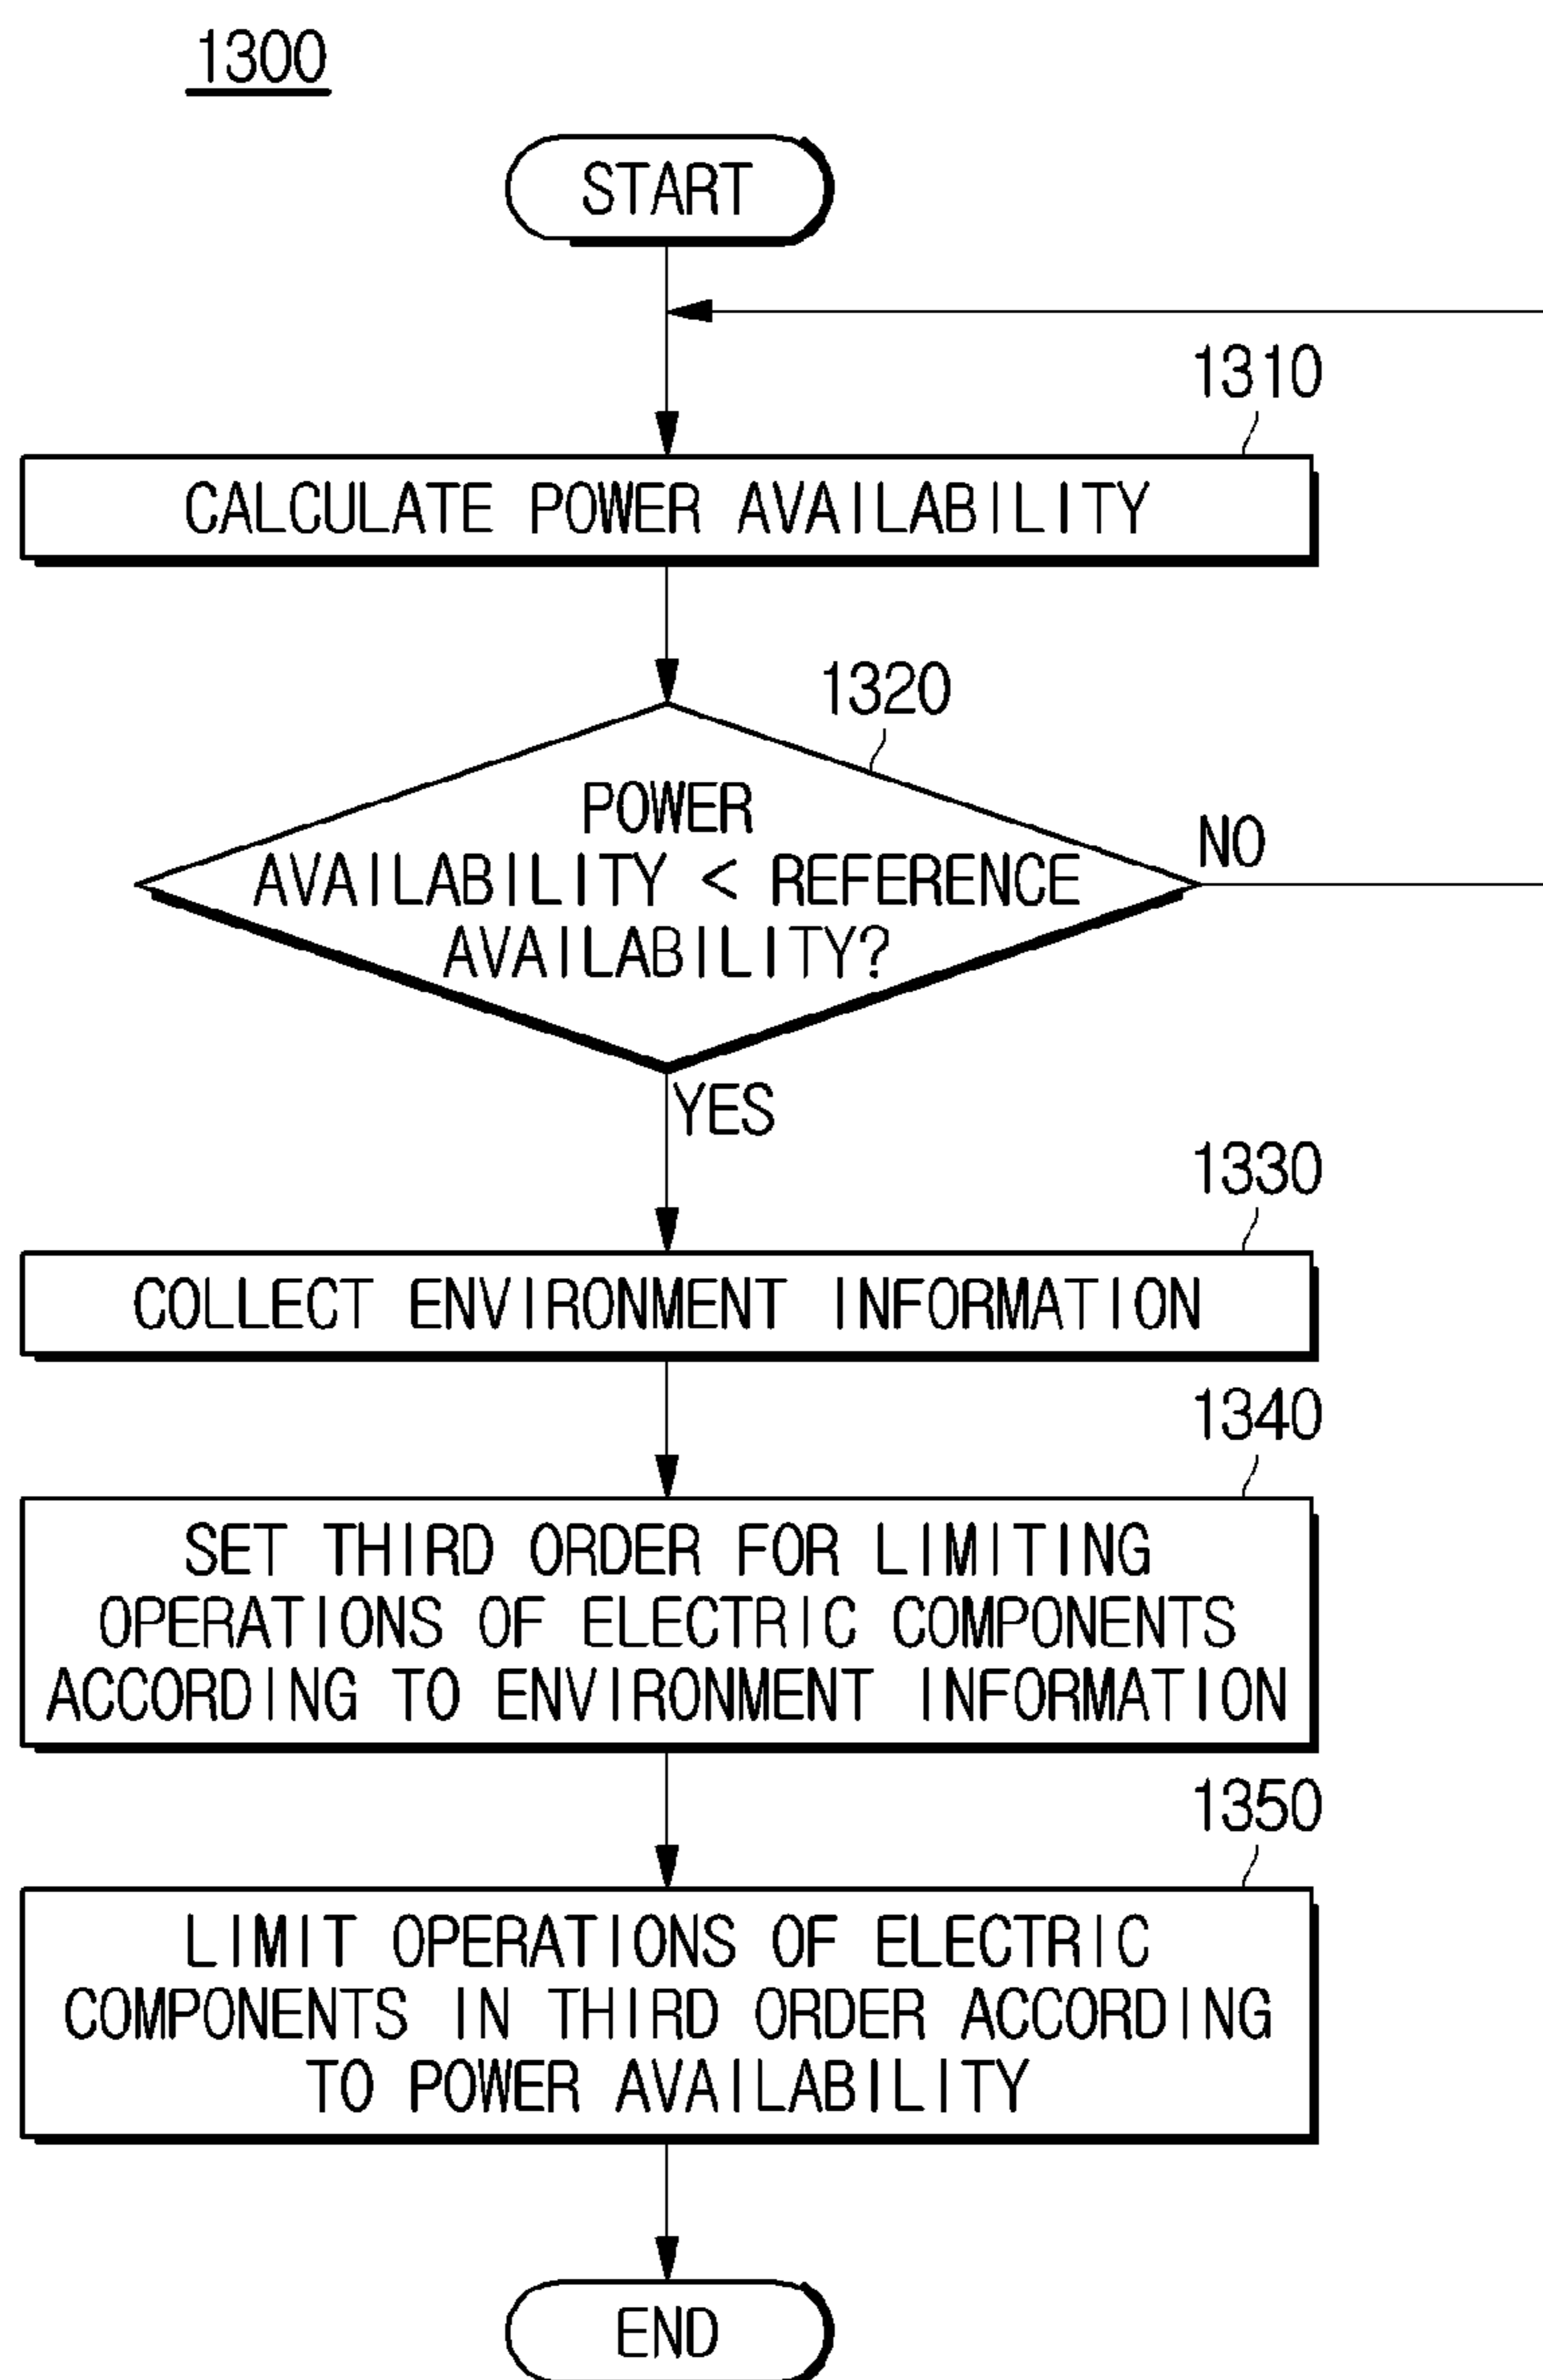 1300
START
1310
CALCULATE POWER AVAILABILITY
1320
POWER
AVAILABILITY < REFERENCE
AVAILABILITY?
NO
YES
1330
COLLECT ENVIRONMENT INFORMATION
1340
SET THIRD ORDER FOR LIMITING
OPERATIONS OF ELECTRIC COMPONENTS
ACCORDING TO ENVIRONMENT INFORMATION
1350
LIMIT OPERATIONS OF ELECTRIC
COMPONENTS IN THIRD ORDER ACCORDING
TO POWER AVAILABILITY
END